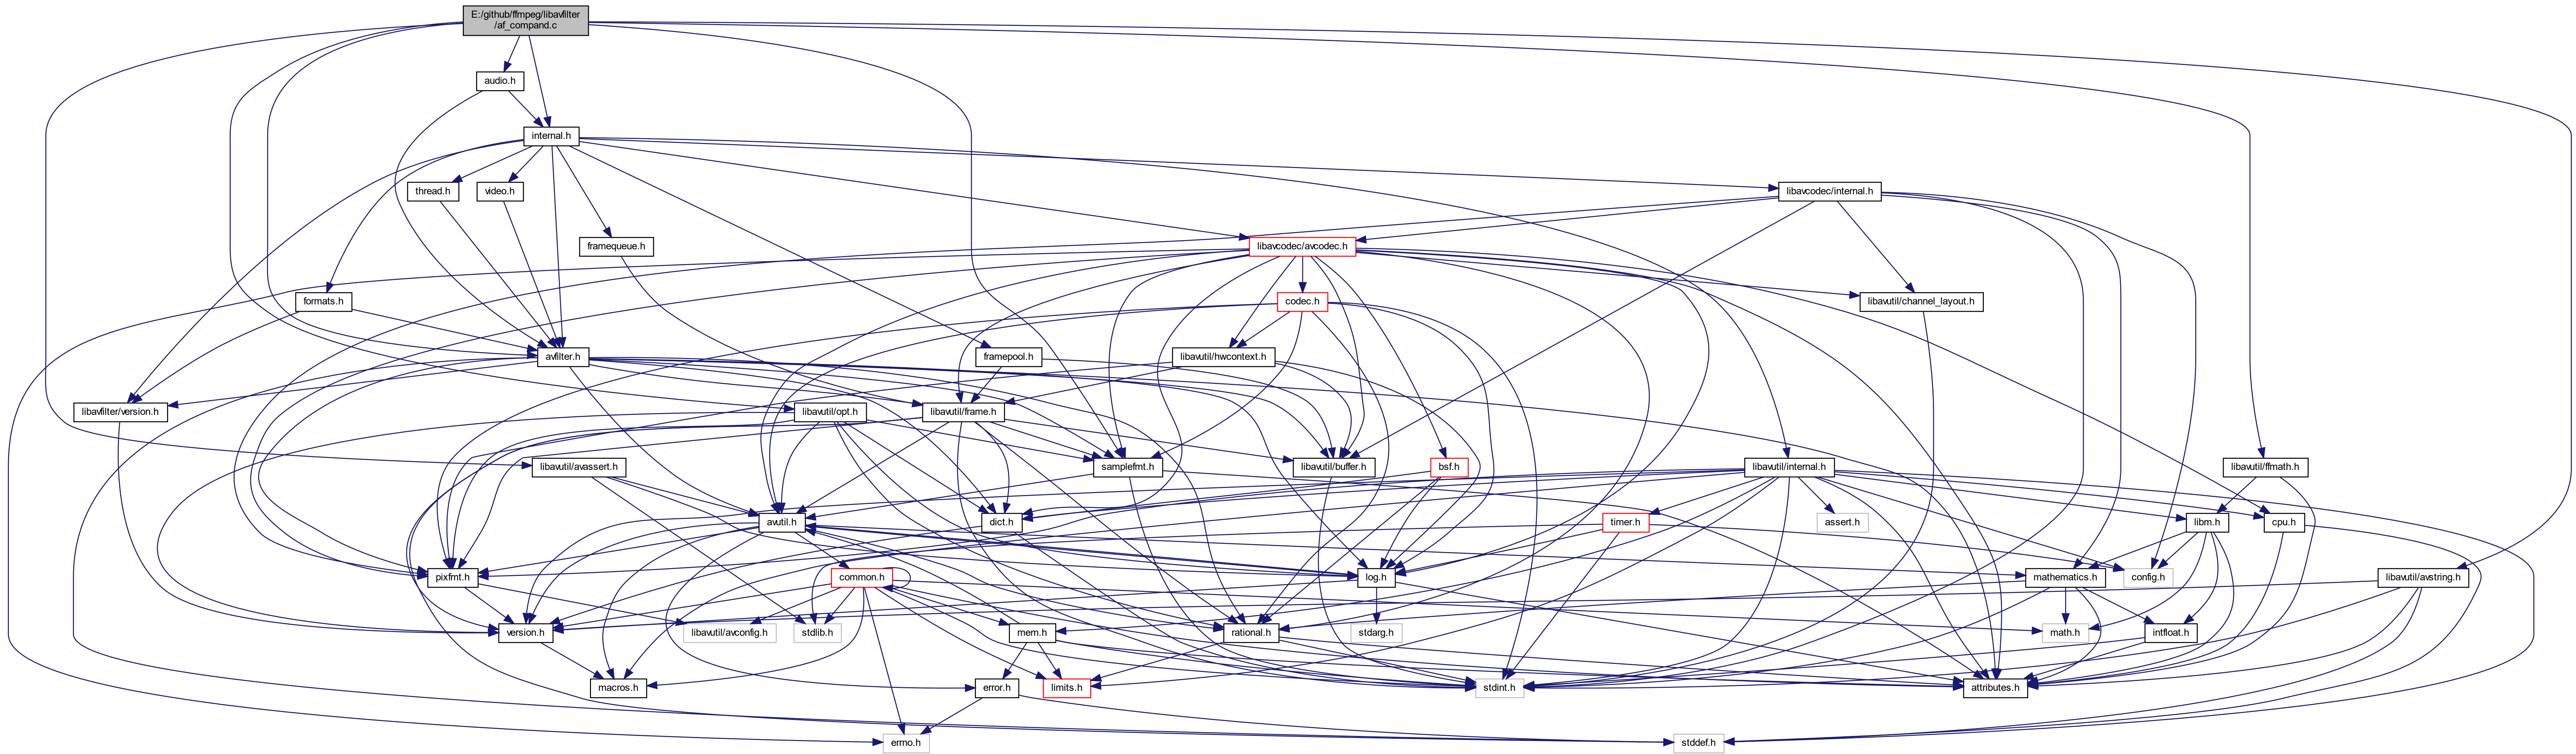 E:/github/ffmpeg/libavfilter
/af_compand.c
audio.h
internal.h
thread.h
video.h
libavcodec/internal.h
framequeue.h
libavcodec/avcodec.h
formats.h
codec.h
libavutil/channel_layout.h
avfilter.h
framepool.h
libavutil/hwcontext.h
libavfilter/version.h
libavutil/opt.h
libavutil/frame.h
libavutil/avassert.h
samplefmt.h
libavutil/buffer.h
bsf.h
libavutil/internal.h
libavutil/ffmath.h
avutil.h
dict.h
timer.h
assert.h
libm.h
cpu.h
pixfmt.h
common.h
log.h
mathematics.h
config.h
libavutil/avstring.h
version.h
libavutil/avconfig.h
stdlib.h
mem.h
rational.h
stdarg.h
math.h
intfloat.h
macros.h
error.h
limits.h
stdint.h
attributes.h
errno.h
stddef.h